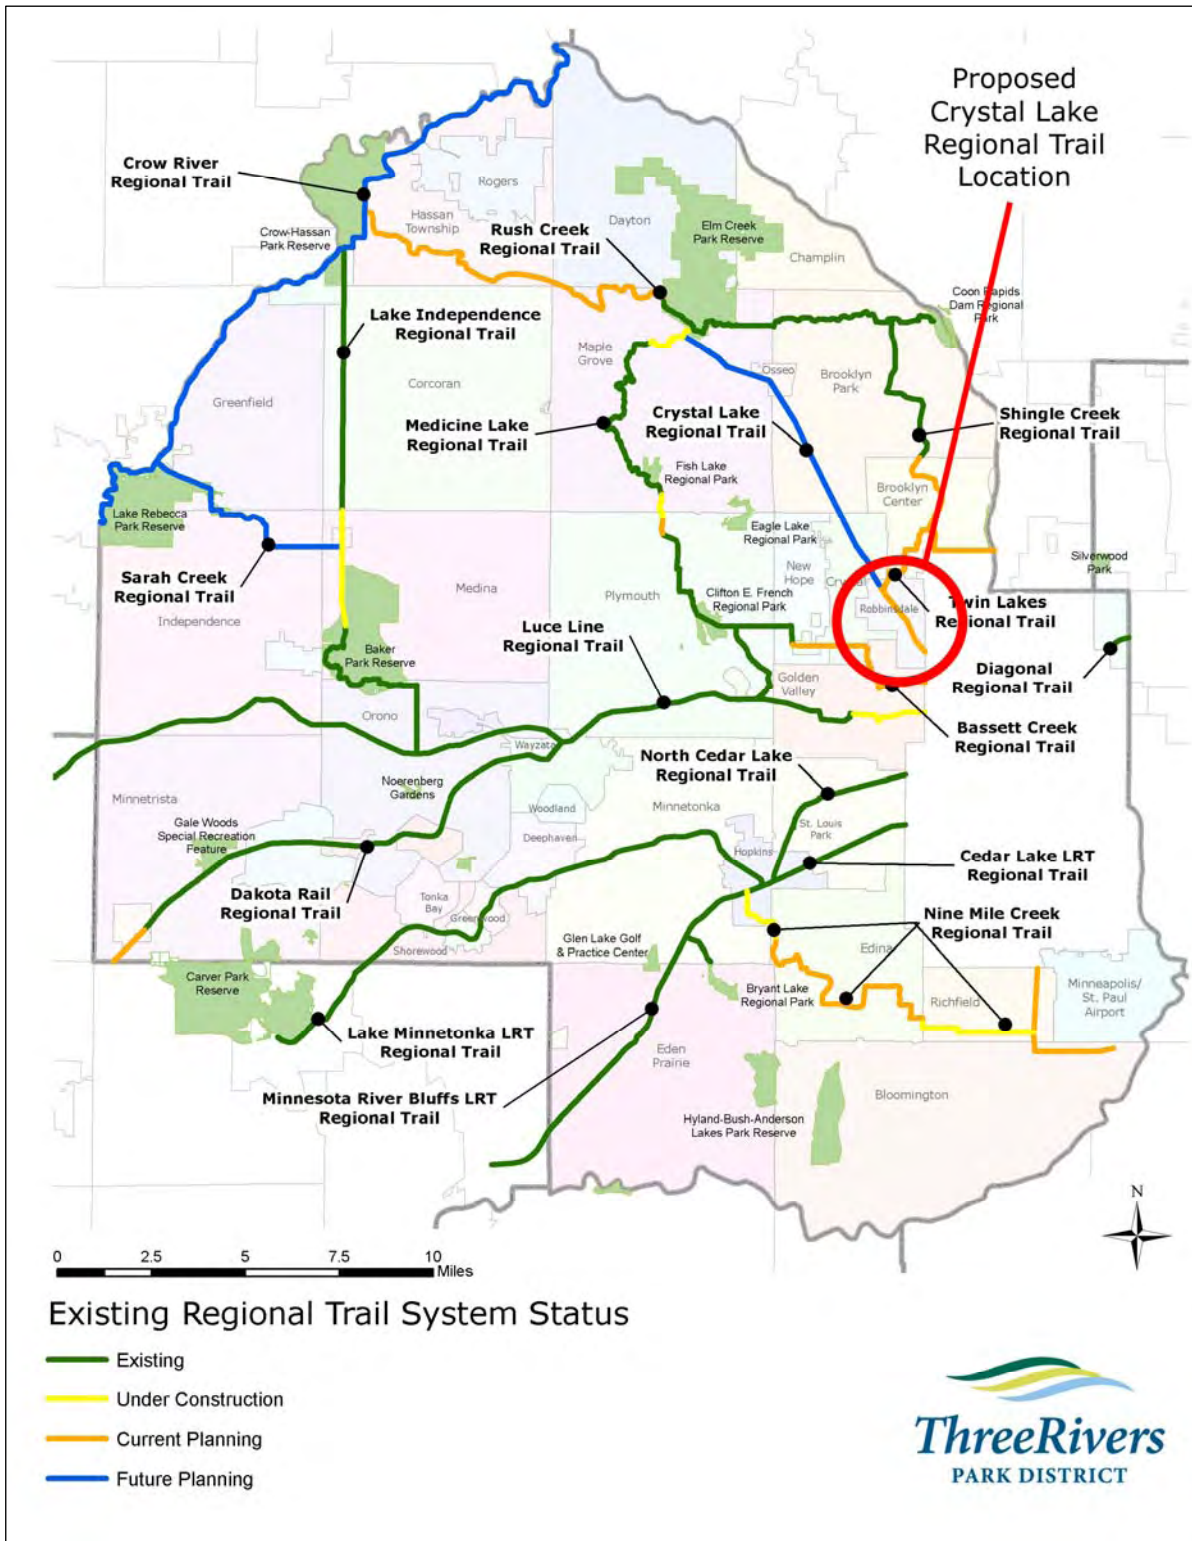 Proposed
Crystal Lake
Regional Trail
Location
Crow River
Regional Trail
Rogers
Hassan
Township
Dayton
Elm Creek
Park Reserve
Rush Creek
Regional Trail
Crow-Hassan
Park Reserve
Champlin
Coon Rapids
Dam Regional
Park
Lake Independence
Regional Trail
Maple
Grove
Osseo
Brooklyn
Park
Corcoran
Greenfield
Medicine Lake
Regional Trail
Crystal Lake
Regional Trail
Shingle Creek
Regional Trail
Fish Lake
Regional Park
Brooklyn
Center
Lake Rebecca
Park Reserve
Eagle Lake
Regional Park
Silverwood
Park
Sarah Creek
Regional Trail
Medina
New
Hope
Crystal
Plymouth
Clifton E. French
Regional Park
Robbinsdale
Twin Lakes
Regional Trail
Independence
Luce Line
Regional Trail
Baker
Park Reserve
Diagonal
Regional Trail
Golden
Valley
Orono
Bassett Creek
Regional Trail
Wayzata
North Cedar Lake
Regional Trail
Noerenberg
Gardens
Minnetrista
Woodland
Minnetonka
Gale Woods
Special Recreation
Feature
St. Louis
Park
Deephaven
Hopkins
Cedar Lake LRT
Regional Trail
Dakota Rail
Regional Trail
Tonka
Bay
Greenwood
Nine Mile Creek
Regional Trail
Shorewood
Glen Lake Golf
& Practice Center
Edina
Carver Park
Reserve
Bryant Lake
Regional Park
Richfield
Minneapolis/
St. Paul
Airport
Lake Minnetonka LRT
Regional Trail
Eden
Prairie
Minnesota River Bluffs LRT
Regional Trail
Bloomington
Hyland-Bush-Anderson
Lakes Park Reserve
N
0 2.5 5 7.5 10
Miles
Existing Regional Trail System Status
Existing
Under Construction
Current Planning
Future Planning
ThreeRivers
PARK DISTRICT